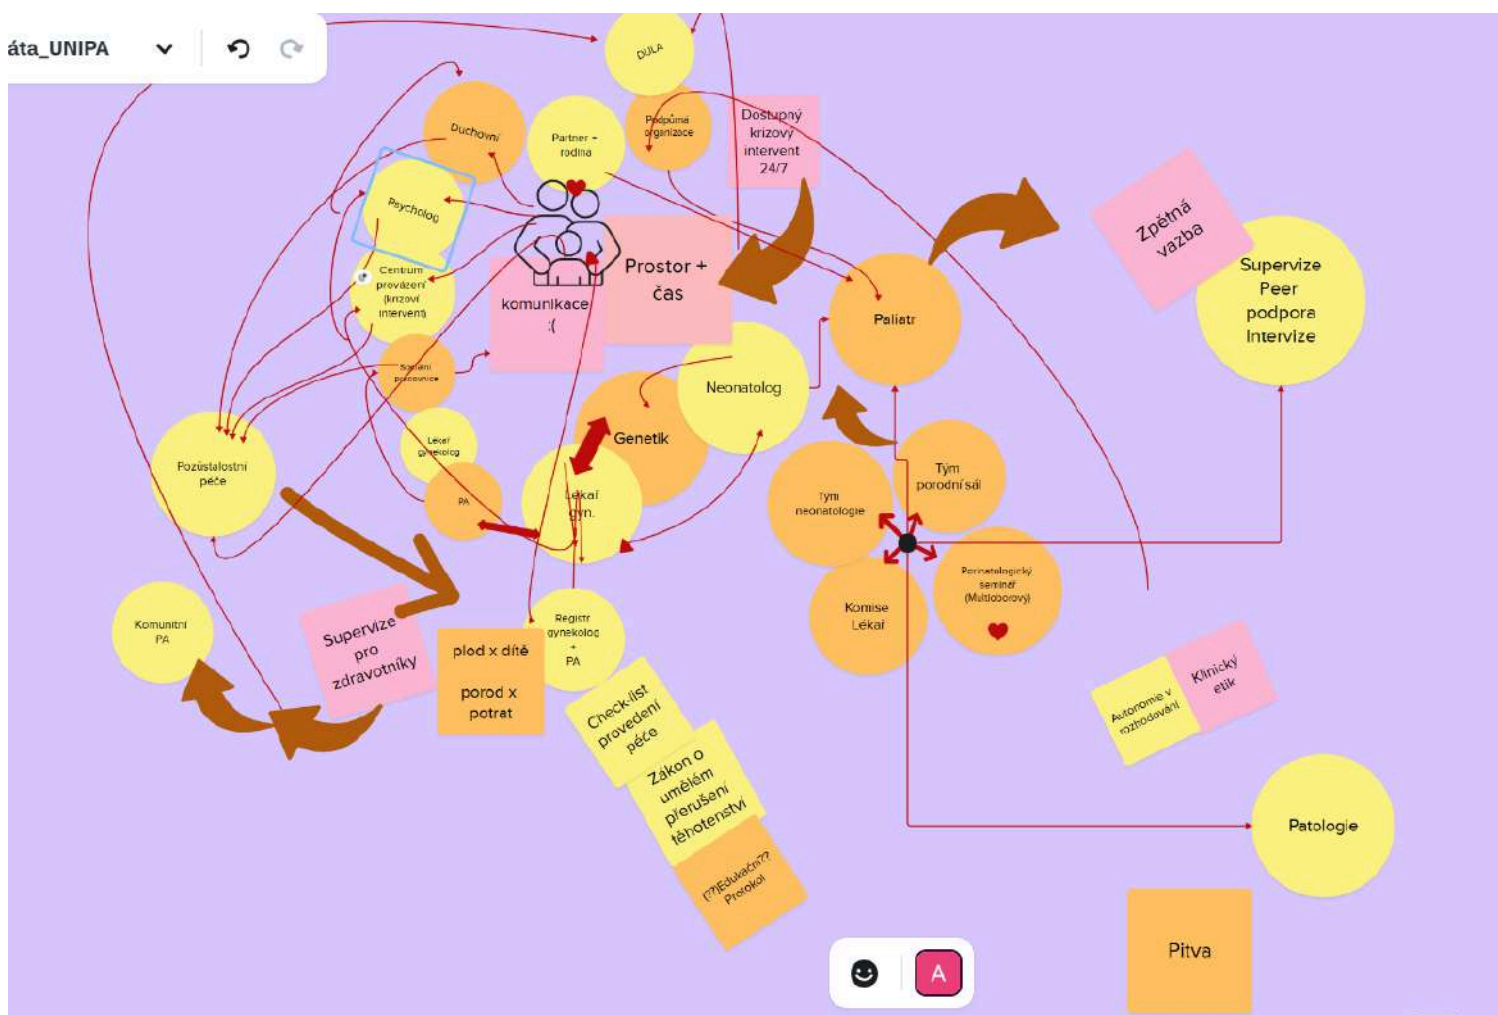 áta_UNIPA
DULA
Duchovní
Partner +
rodina
Podpůrná
organizace
Dostupný
krizový
intervent
24/7
Psycholog
Zpětná
vazba
Centrum
provázení
(krizoví
intervent)
komunikace
:(
Prostor +
čas
Paliatr
Supervize
Peer
podpora
Intervize
Sociální
pracovnice
Neonatolog
Genetik
Lékař
gynekolog
Pozůstalostní
péče
PA
Lékař
gyn.
Tým
neonatologie
Tým
porodní sál
Perinatologický
seminář
(Multioborový)
Komise
Lékař
Komunitní
PA
Supervize
pro
zdravotníky
plod x dítě
porod x
potrat
Registr
gynekolog
+
PA
Check-list
provedení
péče
Zákon o
umělém
přerušení
těhotenství
(??)Edukační??
Protokol
Autonomie v
rozhodování
Klinický
etik
Patologie
Pitva
A